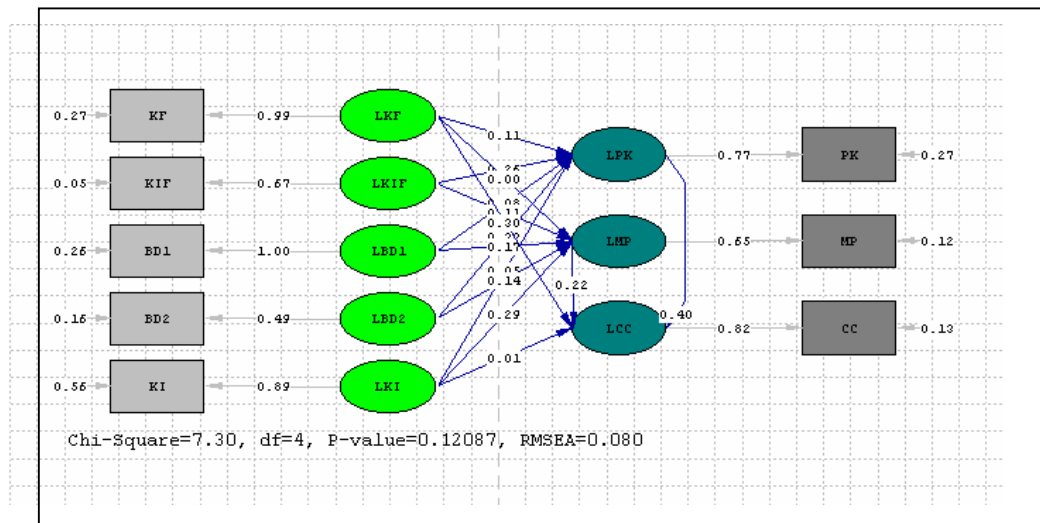 0.27 KF 0.99 LKF
0.11
LPK 0.77 PK 0.27
0.05 KIF 0.67 LKIF
0.00
0.30
0.26 BD1 1.00 LBD1
0.17
LMP 0.65 MP 0.12
0.14
0.22
0.16 BD2 0.49 LBD2
0.29
0.40
LCC 0.82 CC 0.13
0.01
0.56 KI 0.89 LKI
Chi-Square=7.30, df=4, P-value=0.12087, RMSEA=0.080